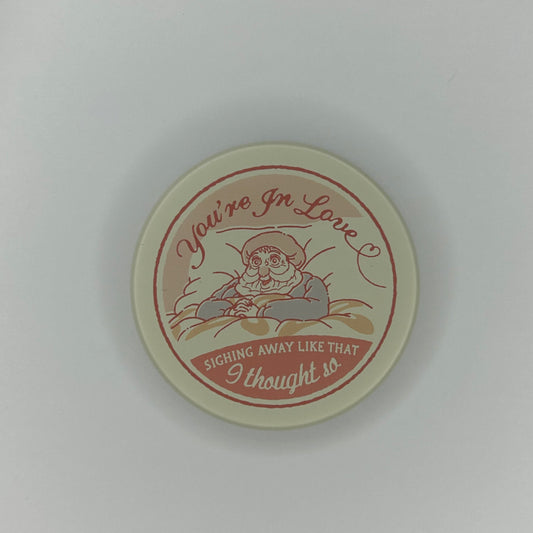 You're In Love
SIGHING AWAY LIKE THAT
I thought so